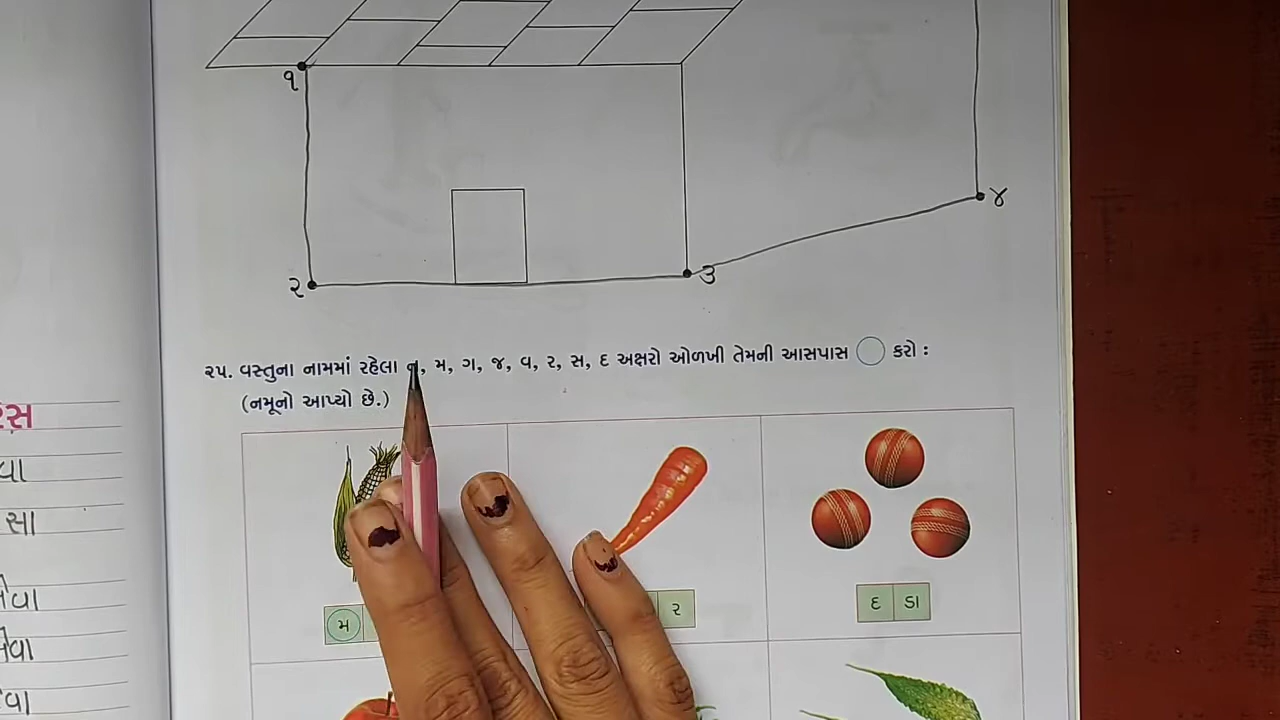 ૧
૨
૩
૪
૨૫. વસ્તુના નામમાં રહેલા ન, મ, ગ, જ, વ, ર, સ, દ અક્ષરો ઓળખી તેમની આસપાસ ◯ કરો :
(નમૂનો આપ્યો છે.)
મ
ર
દ ડા
રસ
વા
સા
સેવા
વા